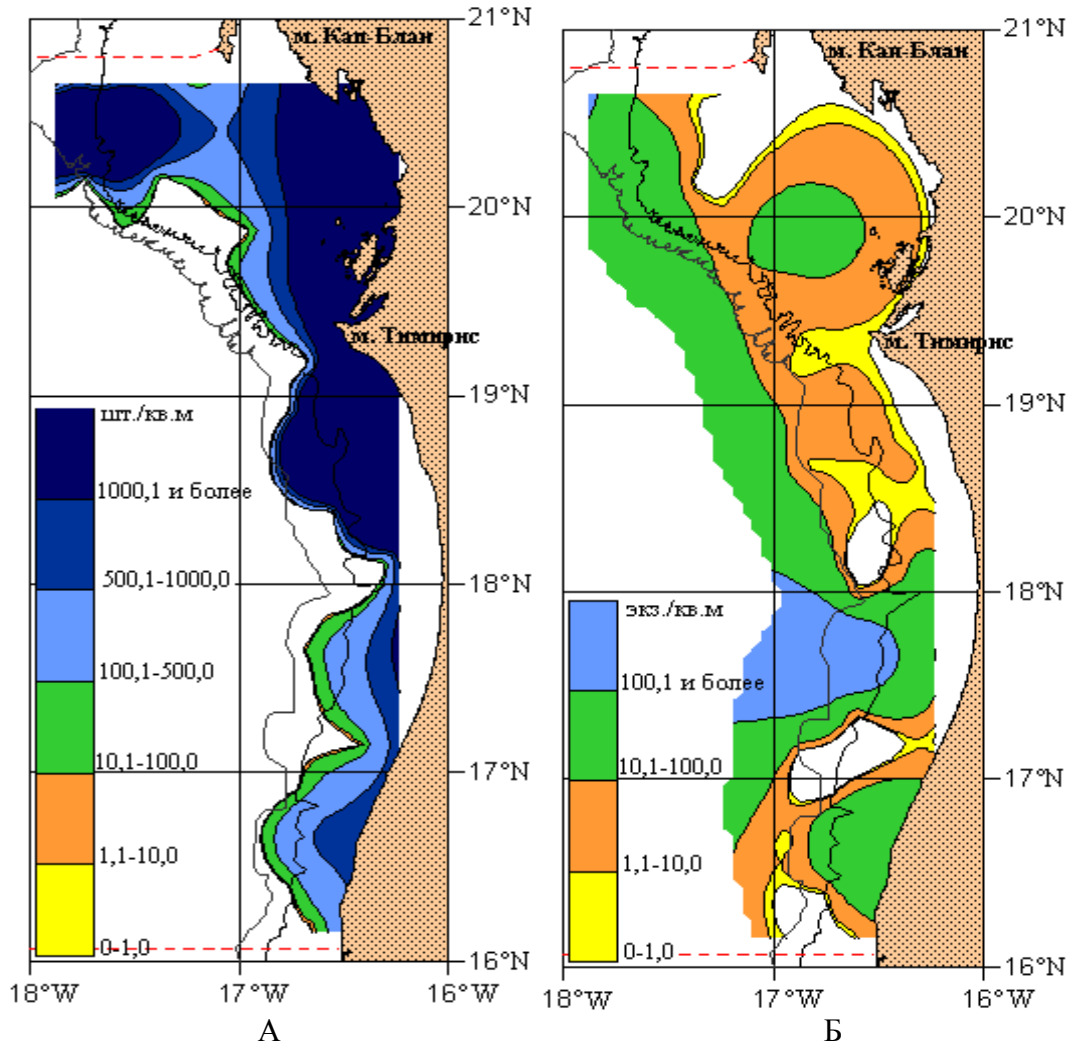 21°N
м. Кап-Блан
20°N
м. Тимирис
19°N
шт./кв.м
1000,1 и более
500,1-1000,0
18°N
100,1-500,0
10,1-100,0
17°N
1,1-10,0
0-1,0
16°N
18°W
17°W
16°W
А
21°N
м. Кап-Блан
20°N
м. Тимирис
19°N
18°N
экз./кв.м
100,1 и более
10,1-100,0
17°N
1,1-10,0
0-1,0
16°N
18°W
17°W
16°W
Б